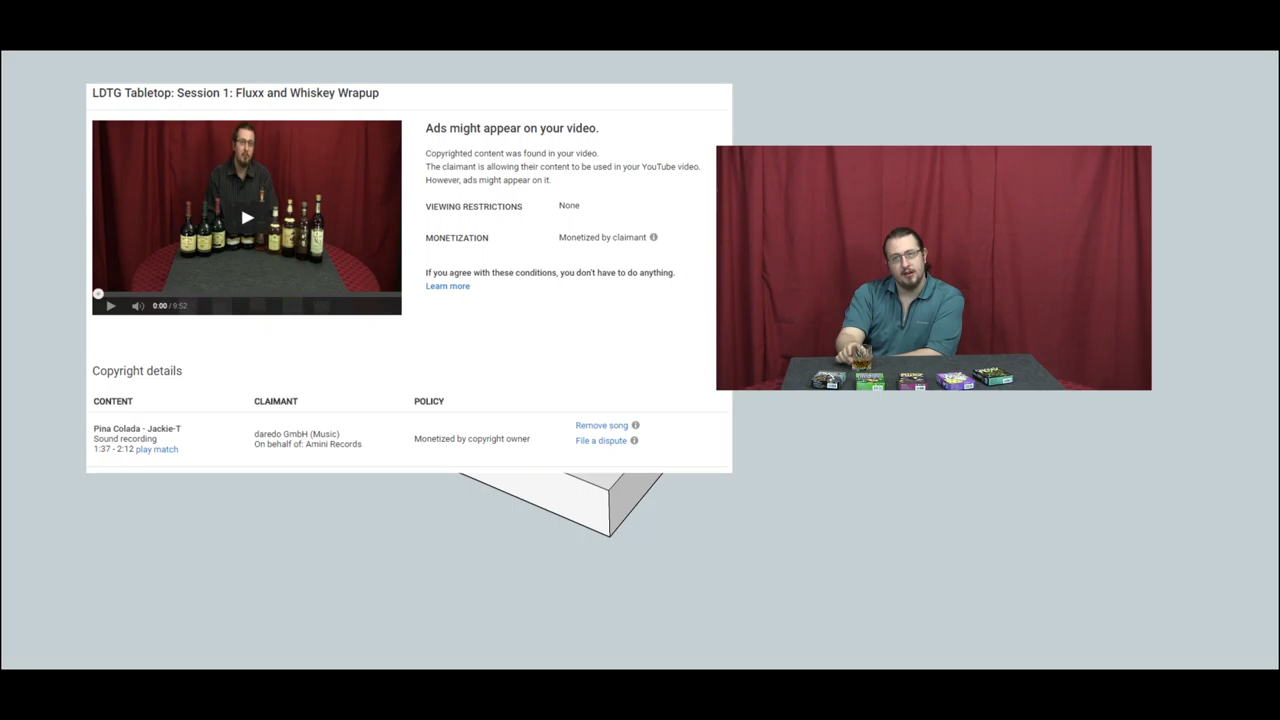 LDTG Tabletop: Session 1: Fluxx and Whiskey Wrapup
Ads might appear on your video.
Copyrighted content was found in your video.
The claimant is allowing their content to be used in your YouTube video.
However, ads might appear on it.
VIEWING RESTRICTIONS None
MONETIZATION Monetized by claimant
If you agree with these conditions, you don't have to do anything.
Learn more
0:00 / 9:52
Copyright details
CONTENT CLAIMANT POLICY
Pina Colada - Jackie-T
Sound recording
1:37 - 2:12 play match
daredo GmbH (Music)
On behalf of: Amini Records
Monetized by copyright owner
Remove song
File a dispute